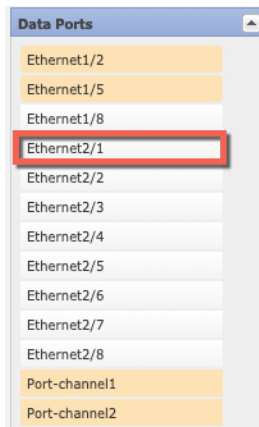 Data Ports
Ethernet1/2
Ethernet1/5
Ethernet1/8
Ethernet2/1
Ethernet2/2
Ethernet2/3
Ethernet2/4
Ethernet2/5
Ethernet2/6
Ethernet2/7
Ethernet2/8
Port-channel1
Port-channel2